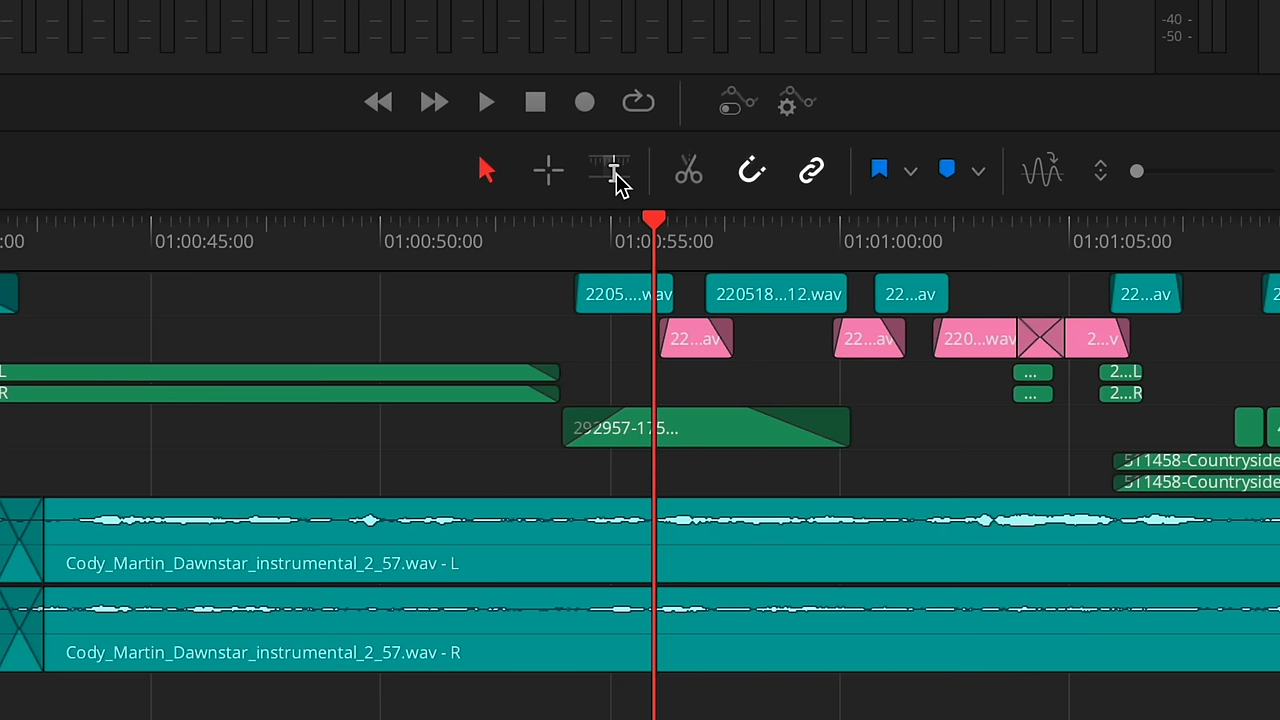 -40 -
-50 -
:00
01:00:45:00
01:00:50:00
01:00:55:00
01:01:00:00
01:01:05:00
2205....wav
220518...12.wav
22...av
22...av
2
22...av
22...av
220...wav
2...v
L
...
2...L
R
...
2...R
292957-175...
511458-Countryside
511458-Countryside
Cody_Martin_Dawnstar_instrumental_2_57.wav - L
Cody_Martin_Dawnstar_instrumental_2_57.wav - R